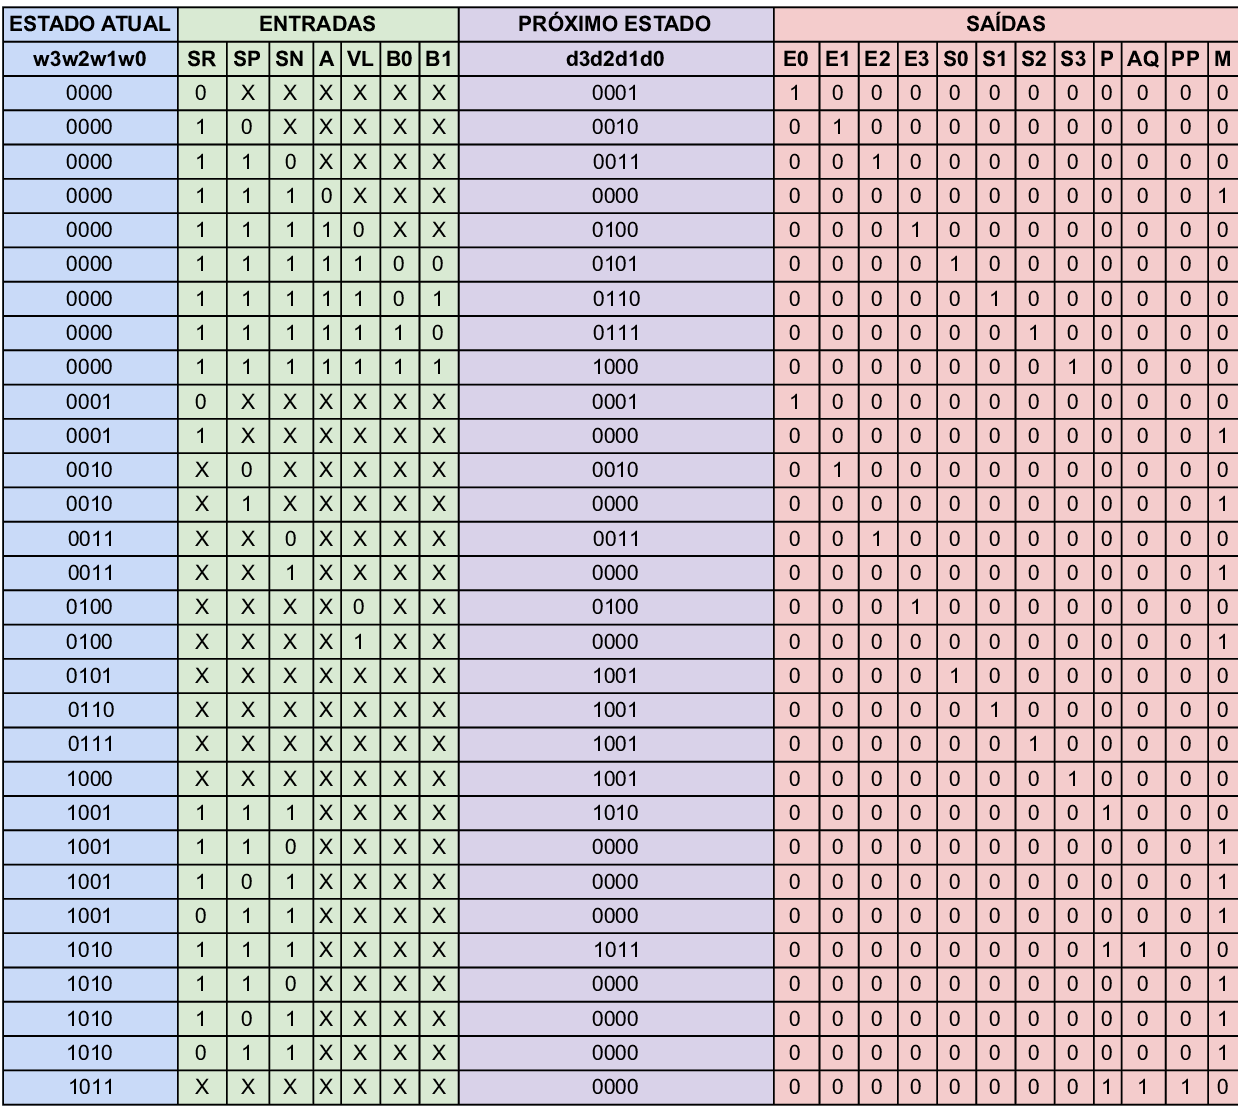 ESTADO ATUAL ENTRADAS PRÓXIMO ESTADO SAÍDAS
w3w2w1w0 SR SP SN A VL B0 B1 d3d2d1d0 E0 E1 E2 E3 S0 S1 S2 S3 P AQ PP M
0000 0 X X X X X X 0001 1 0 0 0 0 0 0 0 0 0 0 0
0000 1 0 X X X X X 0010 0 1 0 0 0 0 0 0 0 0 0 0
0000 1 1 0 X X X X 0011 0 0 1 0 0 0 0 0 0 0 0 0
0000 1 1 1 0 X X X 0000 0 0 0 0 0 0 0 0 0 0 0 1
0000 1 1 1 1 0 X X 0100 0 0 0 1 0 0 0 0 0 0 0 0
0000 1 1 1 1 1 0 0 0101 0 0 0 0 1 0 0 0 0 0 0 0
0000 1 1 1 1 1 0 1 0110 0 0 0 0 0 1 0 0 0 0 0 0
0000 1 1 1 1 1 1 0 0111 0 0 0 0 0 0 1 0 0 0 0 0
0000 1 1 1 1 1 1 1 1000 0 0 0 0 0 0 0 1 0 0 0 0
0001 0 X X X X X X 0001 1 0 0 0 0 0 0 0 0 0 0 0
0001 1 X X X X X X 0000 0 0 0 0 0 0 0 0 0 0 0 1
0010 X 0 X X X X X 0010 0 1 0 0 0 0 0 0 0 0 0 0
0010 X 1 X X X X X 0000 0 0 0 0 0 0 0 0 0 0 0 1
0011 X X 0 X X X X 0011 0 0 1 0 0 0 0 0 0 0 0 0
0011 X X 1 X X X X 0000 0 0 0 0 0 0 0 0 0 0 0 1
0100 X X X X 0 X X 0100 0 0 0 1 0 0 0 0 0 0 0 0
0100 X X X X 1 X X 0000 0 0 0 0 0 0 0 0 0 0 0 1
0101 X X X X X X X 1001 0 0 0 0 1 0 0 0 0 0 0 0
0110 X X X X X X X 1001 0 0 0 0 0 1 0 0 0 0 0 0
0111 X X X X X X X 1001 0 0 0 0 0 0 1 0 0 0 0 0
1000 X X X X X X X 1001 0 0 0 0 0 0 0 1 0 0 0 0
1001 1 1 1 X X X X 1010 0 0 0 0 0 0 0 0 1 0 0 0
1001 1 1 0 X X X X 0000 0 0 0 0 0 0 0 0 0 0 0 1
1001 1 0 1 X X X X 0000 0 0 0 0 0 0 0 0 0 0 0 1
1001 0 1 1 X X X X 0000 0 0 0 0 0 0 0 0 0 0 0 1
1010 1 1 1 X X X X 1011 0 0 0 0 0 0 0 0 1 1 0 0
1010 1 1 0 X X X X 0000 0 0 0 0 0 0 0 0 0 0 0 1
1010 1 0 1 X X X X 0000 0 0 0 0 0 0 0 0 0 0 0 1
1010 0 1 1 X X X X 0000 0 0 0 0 0 0 0 0 0 0 0 1
1011 X X X X X X X 0000 0 0 0 0 0 0 0 0 1 1 1 0